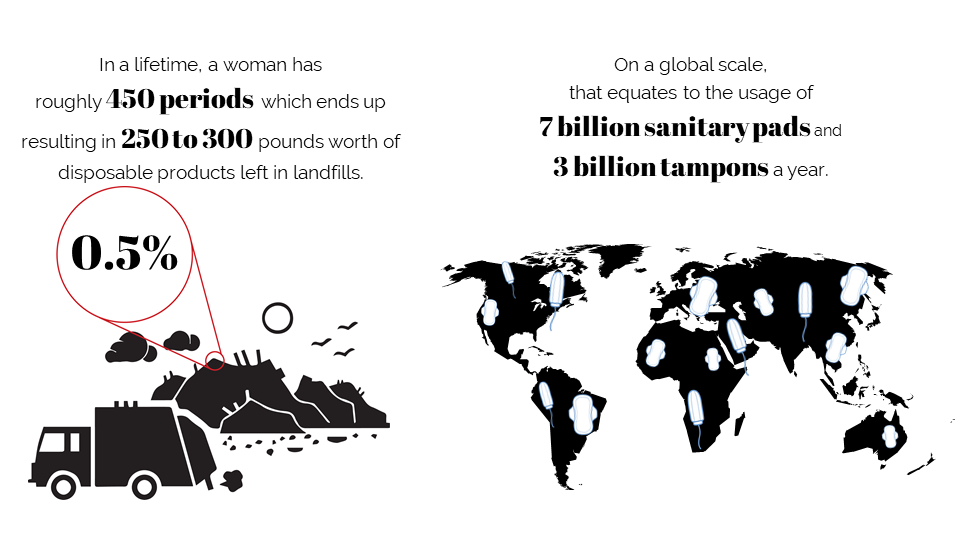 In a lifetime, a woman has
roughly 450 periods which ends up
resulting in 250 to 300 pounds worth of
disposable products left in landfills.
0.5%
On a global scale,
that equates to the usage of
7 billion sanitary pads and
3 billion tampons a year.